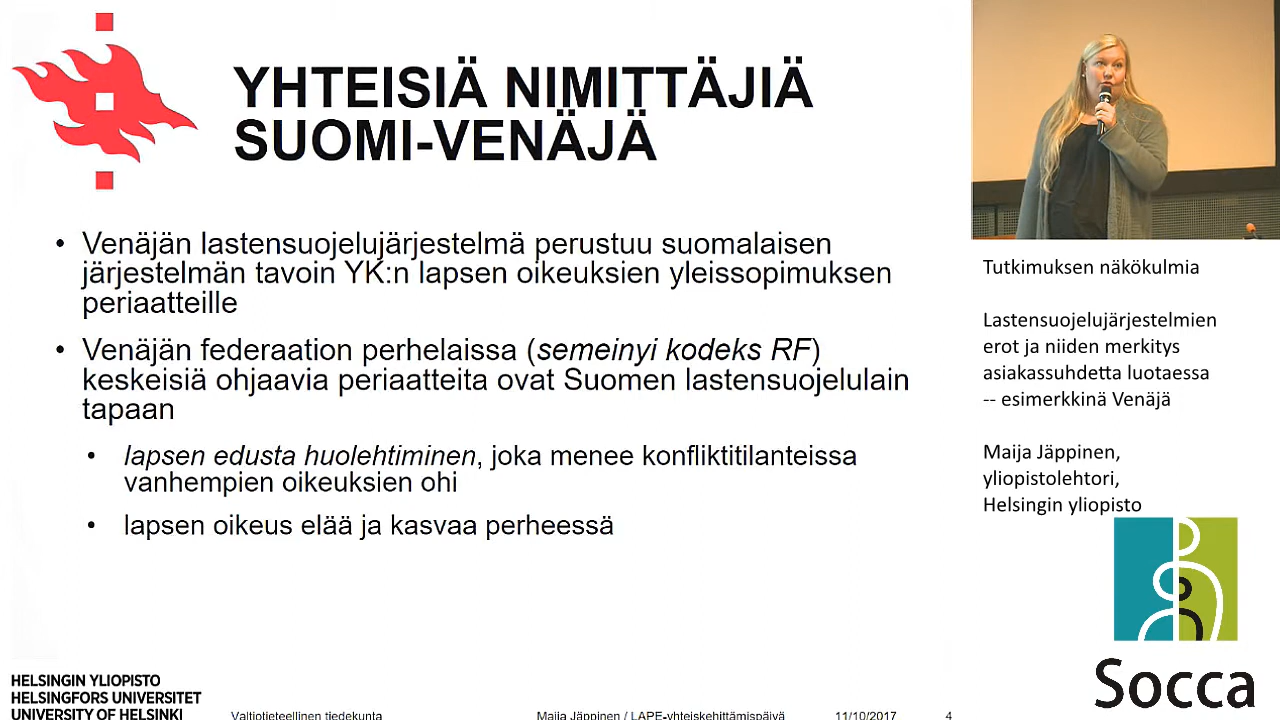 YHTEISIÄ NIMITTÄJIÄ
SUOMI-VENÄJÄ
• Venäjän lastensuojelujärjestelmä perustuu suomalaisen
järjestelmän tavoin YK:n lapsen oikeuksien yleissopimuksen
periaatteille
• Venäjän federaation perhelaissa (semeinyi kodeks RF)
keskeisiä ohjaavia periaatteita ovat Suomen lastensuojelulain
tapaan
• lapsen edusta huolehtiminen, joka menee konfliktitilanteissa
vanhempien oikeuksien ohi
• lapsen oikeus elää ja kasvaa perheessä
HELSINGIN YLIOPISTO
HELSINGFORS UNIVERSITET
UNIVERSITY OF HELSINKI
Valtiotieteellinen tiedekunta
Maija Jäppinen / LAPE-yhteiskehittämispäivä
11/10/2017
4
Tutkimuksen näkökulmia
Lastensuojelujärjestelmien
erot ja niiden merkitys
asiakassuhdetta luotaessa
-- esimerkkinä Venäjä
Maija Jäppinen,
yliopistolehtori,
Helsingin yliopisto
Socca